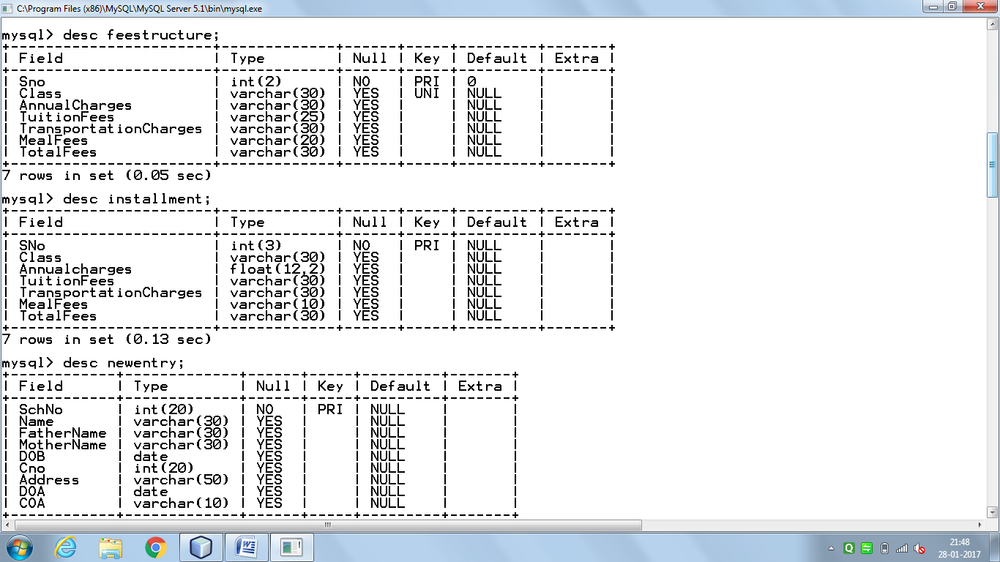 C:\Program Files (x86)\MySQL\MySQL Server 5.1\bin\mysql.exe
mysql> desc feestructure;
+-----------------------+-------------+------+-----+---------+-------+
| Field                 | Type        | Null | Key | Default | Extra |
+-----------------------+-------------+------+-----+---------+-------+
| Sno                   | int(2)      | NO   | PRI | 0       |       |
| Class                 | varchar(30) | YES  | UNI | NULL    |       |
| AnnualCharges         | varchar(30) | YES  |     | NULL    |       |
| TuitionFees           | varchar(25) | YES  |     | NULL    |       |
| TransportationCharges | varchar(30) | YES  |     | NULL    |       |
| MealFees              | varchar(20) | YES  |     | NULL    |       |
| TotalFees             | varchar(30) | YES  |     | NULL    |       |
+-----------------------+-------------+------+-----+---------+-------+
7 rows in set (0.05 sec)
mysql> desc installment;
+-----------------------+-------------+------+-----+---------+-------+
| Field                 | Type        | Null | Key | Default | Extra |
+-----------------------+-------------+------+-----+---------+-------+
| SNo                   | int(3)      | NO   | PRI | NULL    |       |
| Class                 | varchar(30) | YES  |     | NULL    |       |
| Annualcharges         | float(12,2) | YES  |     | NULL    |       |
| TuitionFees           | varchar(30) | YES  |     | NULL    |       |
| TransportationCharges | varchar(30) | YES  |     | NULL    |       |
| MealFees              | varchar(10) | YES  |     | NULL    |       |
| TotalFees             | varchar(30) | YES  |     | NULL    |       |
+-----------------------+-------------+------+-----+---------+-------+
7 rows in set (0.13 sec)
mysql> desc newentry;
+------------+-------------+------+-----+---------+-------+
| Field      | Type        | Null | Key | Default | Extra |
+------------+-------------+------+-----+---------+-------+
| SchNo      | int(20)     | NO   | PRI | NULL    |       |
| Name       | varchar(30) | YES  |     | NULL    |       |
| FatherName | varchar(30) | YES  |     | NULL    |       |
| MotherName | varchar(30) | YES  |     | NULL    |       |
| DOB        | date        | YES  |     | NULL    |       |
| Cno        | int(20)     | YES  |     | NULL    |       |
| Address    | varchar(50) | YES  |     | NULL    |       |
| DOA        | date        | YES  |     | NULL    |       |
| COA        | varchar(10) | YES  |     | NULL    |       |
+------------+-------------+------+-----+---------+-------+
21:48
28-01-2017